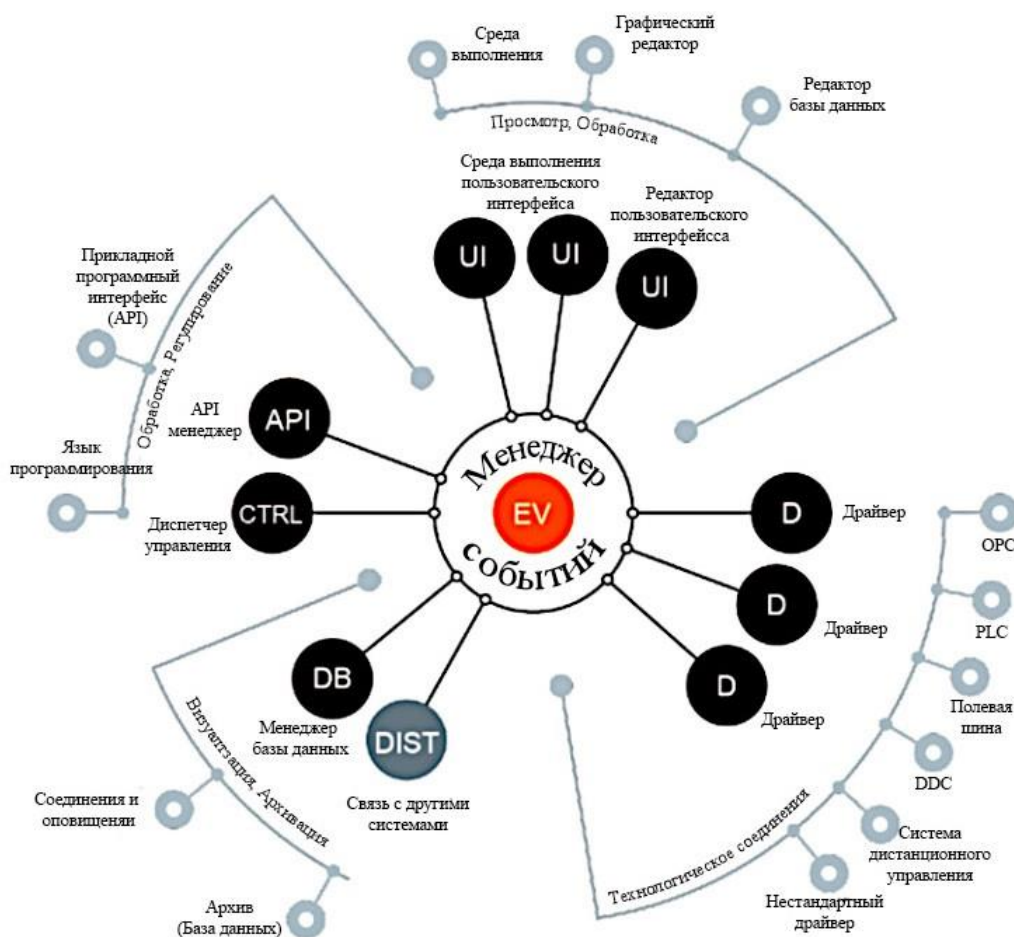 Среда
выполнения
Графический
редактор
Редактор
базы данных
Просмотр, Обработка
Среда выполнения
пользовательского
интерфейса
Редактор
пользовательского
интерфейсса
UI
UI
UI
Прикладной
программный
интерфейс
(API)
Обработка, Регулирование
API
менеджер
API
Язык
программирования
Диспетчер
управления
CTRL
Менеджер
EV
событий
D
Драйвер
OPC
D
Драйвер
PLC
D
Драйвер
Полевая
шина
DDC
Система
дистанционного
управления
Нестандартный
драйвер
Технологическое соединения
DB
Менеджер
базы данных
DIST
Связь с другими
системами
Визуалтзация, Архивация
Соединения и
оповищеняи
Архив
(База данных)